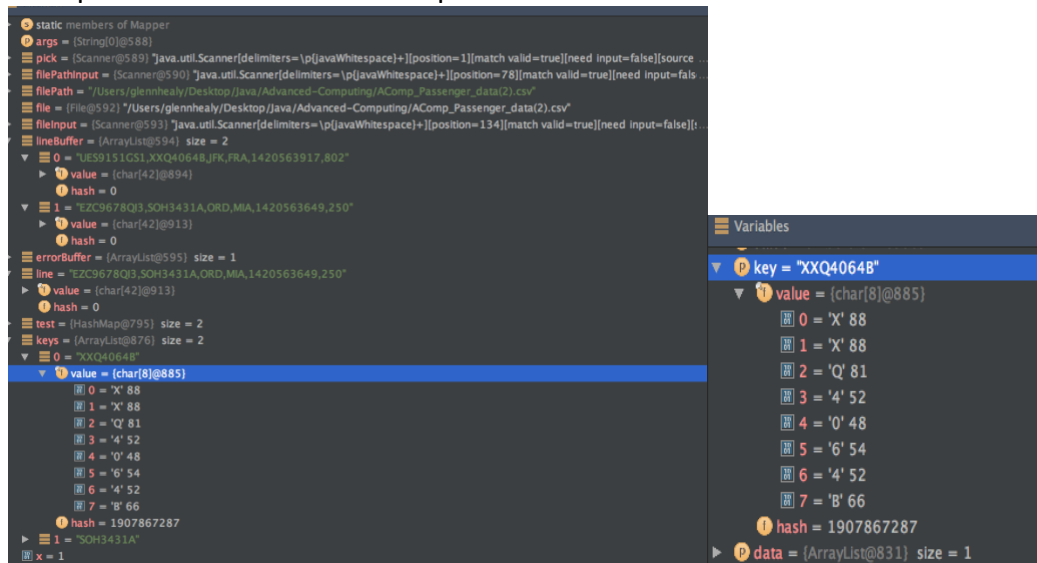 static members of Mapper
args = {String[0]@588}
pick = {Scanner@589} "java.util.Scanner[delimiters=\p{javaWhitespace}+][position=1][match valid=true][need input=false][source ...
filePathInput = {Scanner@590} "java.util.Scanner[delimiters=\p{javaWhitespace}+][position=78][match valid=true][need input=fals...
filePath = "/Users/glennhealy/Desktop/Java/Advanced-Computing/AComp_Passenger_data(2).csv"
file = {File@592} "/Users/glennhealy/Desktop/Java/Advanced-Computing/AComp_Passenger_data(2).csv"
fileInput = {Scanner@593} "java.util.Scanner[delimiters=\p{javaWhitespace}+][position=134][match valid=true][need input=false][s...
lineBuffer = {ArrayList@594} size = 2
0 = "UES9151GS1,XXQ4064B,JFK,FRA,1420563917,802"
value = {char[42]@894}
hash = 0
1 = "EZC9678QI3,SOH3431A,ORD,MIA,1420563649,250"
value = {char[42]@913}
hash = 0
errorBuffer = {ArrayList@595} size = 1
line = "EZC9678QI3,SOH3431A,ORD,MIA,1420563649,250"
value = {char[42]@913}
hash = 0
test = {HashMap@795} size = 2
keys = {ArrayList@876} size = 2
0 = "XXQ4064B"
value = {char[8]@885}
0 = 'X' 88
1 = 'X' 88
2 = 'Q' 81
3 = '4' 52
4 = '0' 48
5 = '6' 54
6 = '4' 52
7 = 'B' 66
hash = 1907867287
1 = "SOH3431A"
x = 1
Variables
key = "XXQ4064B"
value = {char[8]@885}
0 = 'X' 88
1 = 'X' 88
2 = 'Q' 81
3 = '4' 52
4 = '0' 48
5 = '6' 54
6 = '4' 52
7 = 'B' 66
hash = 1907867287
data = {ArrayList@831} size = 1